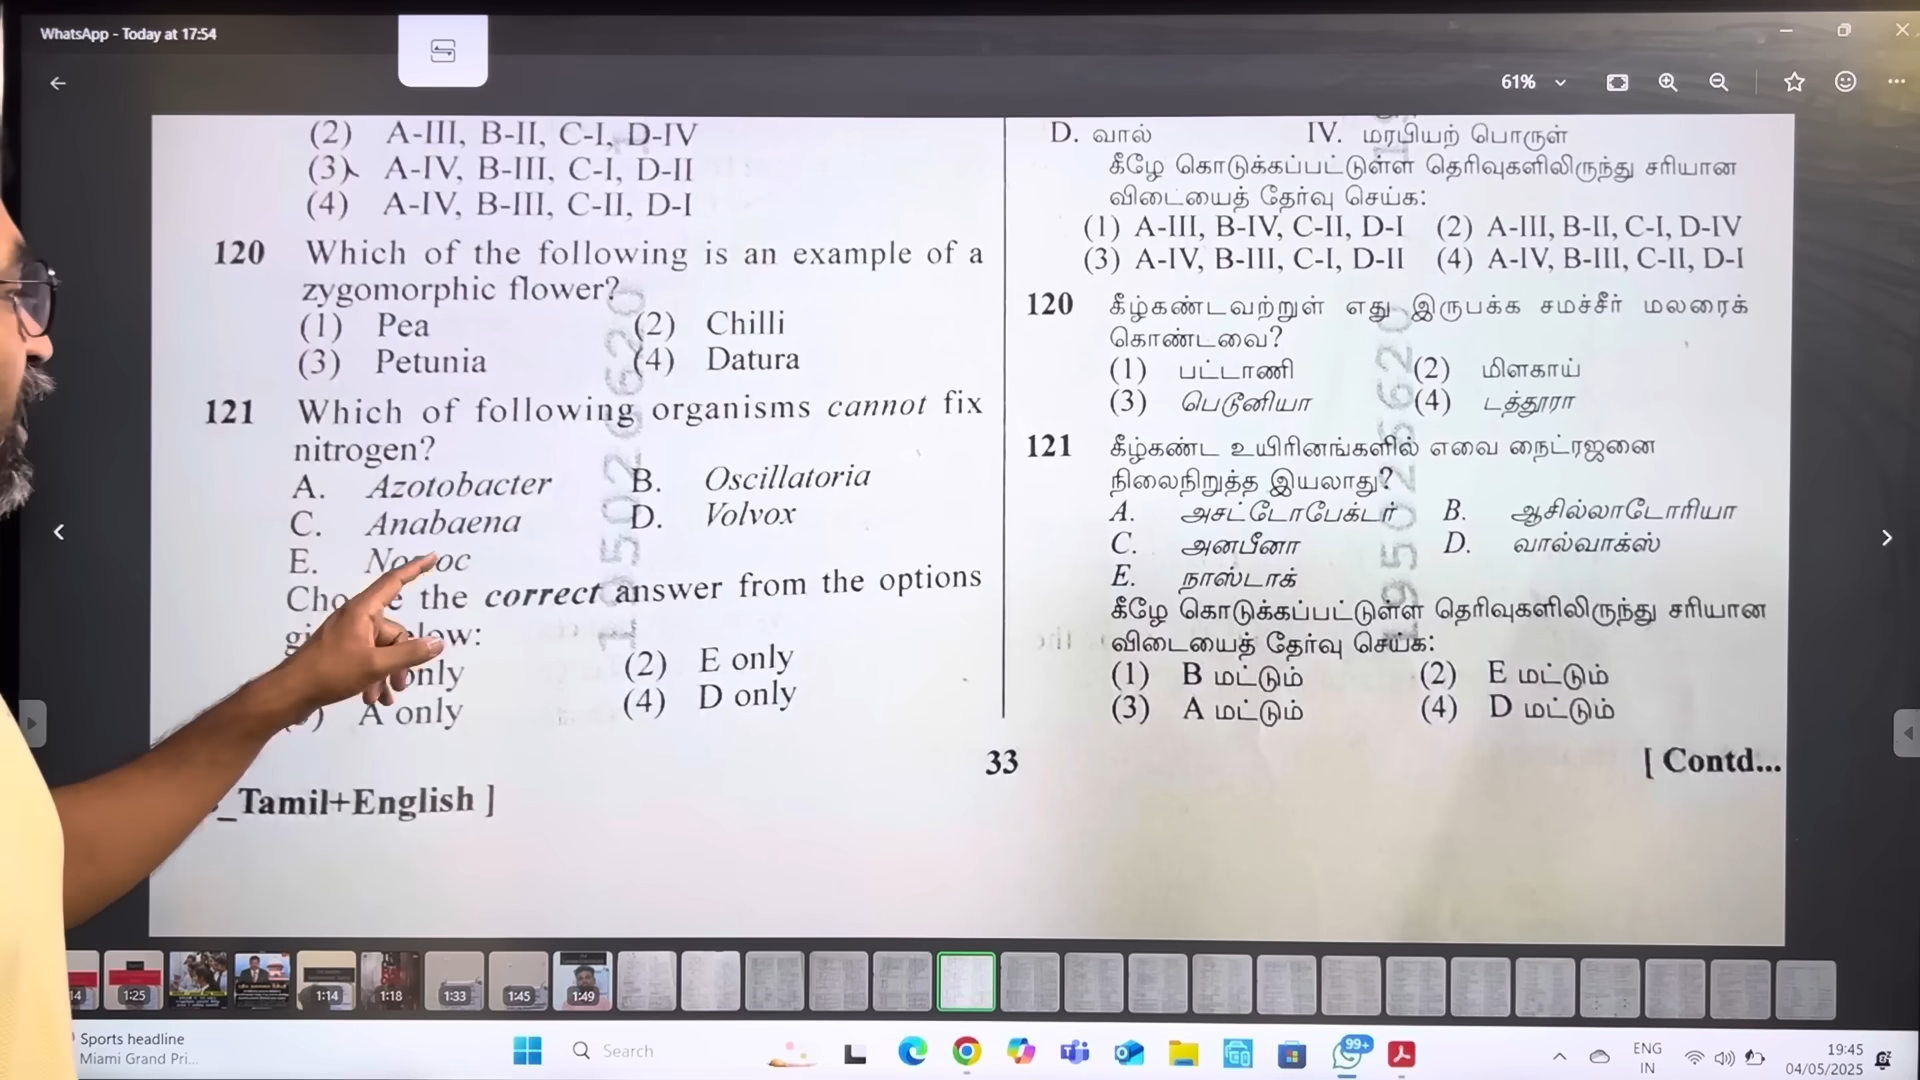 WhatsApp - Today at 17:54
61%
(2) A-III, B-II, C-I, D-IV
(3) A-IV, B-III, C-I, D-II
(4) A-IV, B-III, C-II, D-I
120 Which of the following is an example of a
zygomorphic flower?
(1) Pea (2) Chilli
(3) Petunia (4) Datura
121 Which of following organisms cannot fix
nitrogen?
A. Azotobacter B. Oscillatoria
C. Anabaena D. Volvox
E.
the correct answer from the options
only (2) E only
A only (4) D only
D. வால் IV. மரபியற் பொருள்
கீழே கொடுக்கப்பட்டுள்ள தெரிவுகளிலிருந்து சரியான
விடையைத் தேர்வு செய்க:
(1) A-III, B-IV, C-II, D-I (2) A-III, B-II, C-I, D-IV
(3) A-IV, B-III, C-I, D-II (4) A-IV, B-III, C-II, D-I
120 கீழ்கண்டவற்றுள் எது இருபக்க சமச்சீர் மலரைக்
கொண்டவை?
(1) பட்டாணி (2) மிளகாய்
(3) பெடூனியா (4) டத்தூரா
121 கீழ்கண்ட உயிரினங்களில் எவை நைட்ரஜனை
நிலைநிறுத்த இயலாது?
A. அசட்டோபேக்டர் B. ஆசில்லாடோரியா
C. அனபீனா D. வால்வாக்ஸ்
E. நாஸ்டாக்
கீழே கொடுக்கப்பட்டுள்ள தெரிவுகளிலிருந்து சரியான
விடையைத் தேர்வு செய்க:
(1) B மட்டும் (2) E மட்டும்
(3) A மட்டும் (4) D மட்டும்
33
[ Contd...
_Tamil+English ]
1195026620
1195026620
14 1:25 1:14 1:18 1:33 1:45 1:49
Sports headline
Miami Grand Pri...
Search
99+
ENG
IN
19:45
04/05/2025